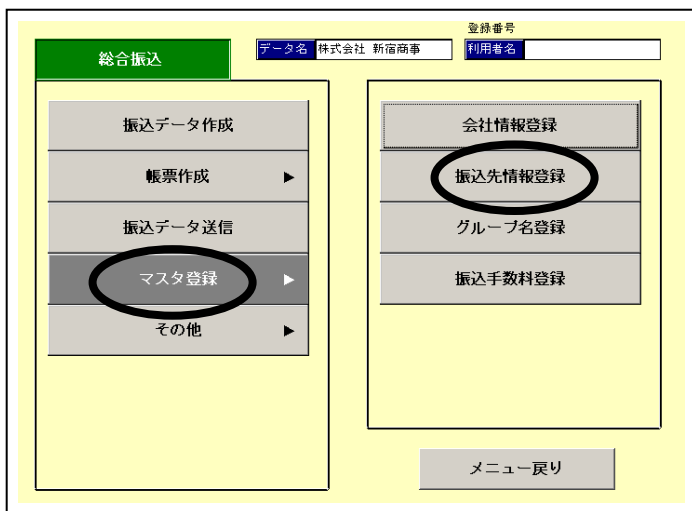 登録番号
総合振込
データ名 株式会社 新宿商事 利用者名
振込データ作成
帳票作成 ▶
振込データ送信
マスタ登録 ▶
その他 ▶
会社情報登録
振込先情報登録
グループ名登録
振込手数料登録
メニュー戻り